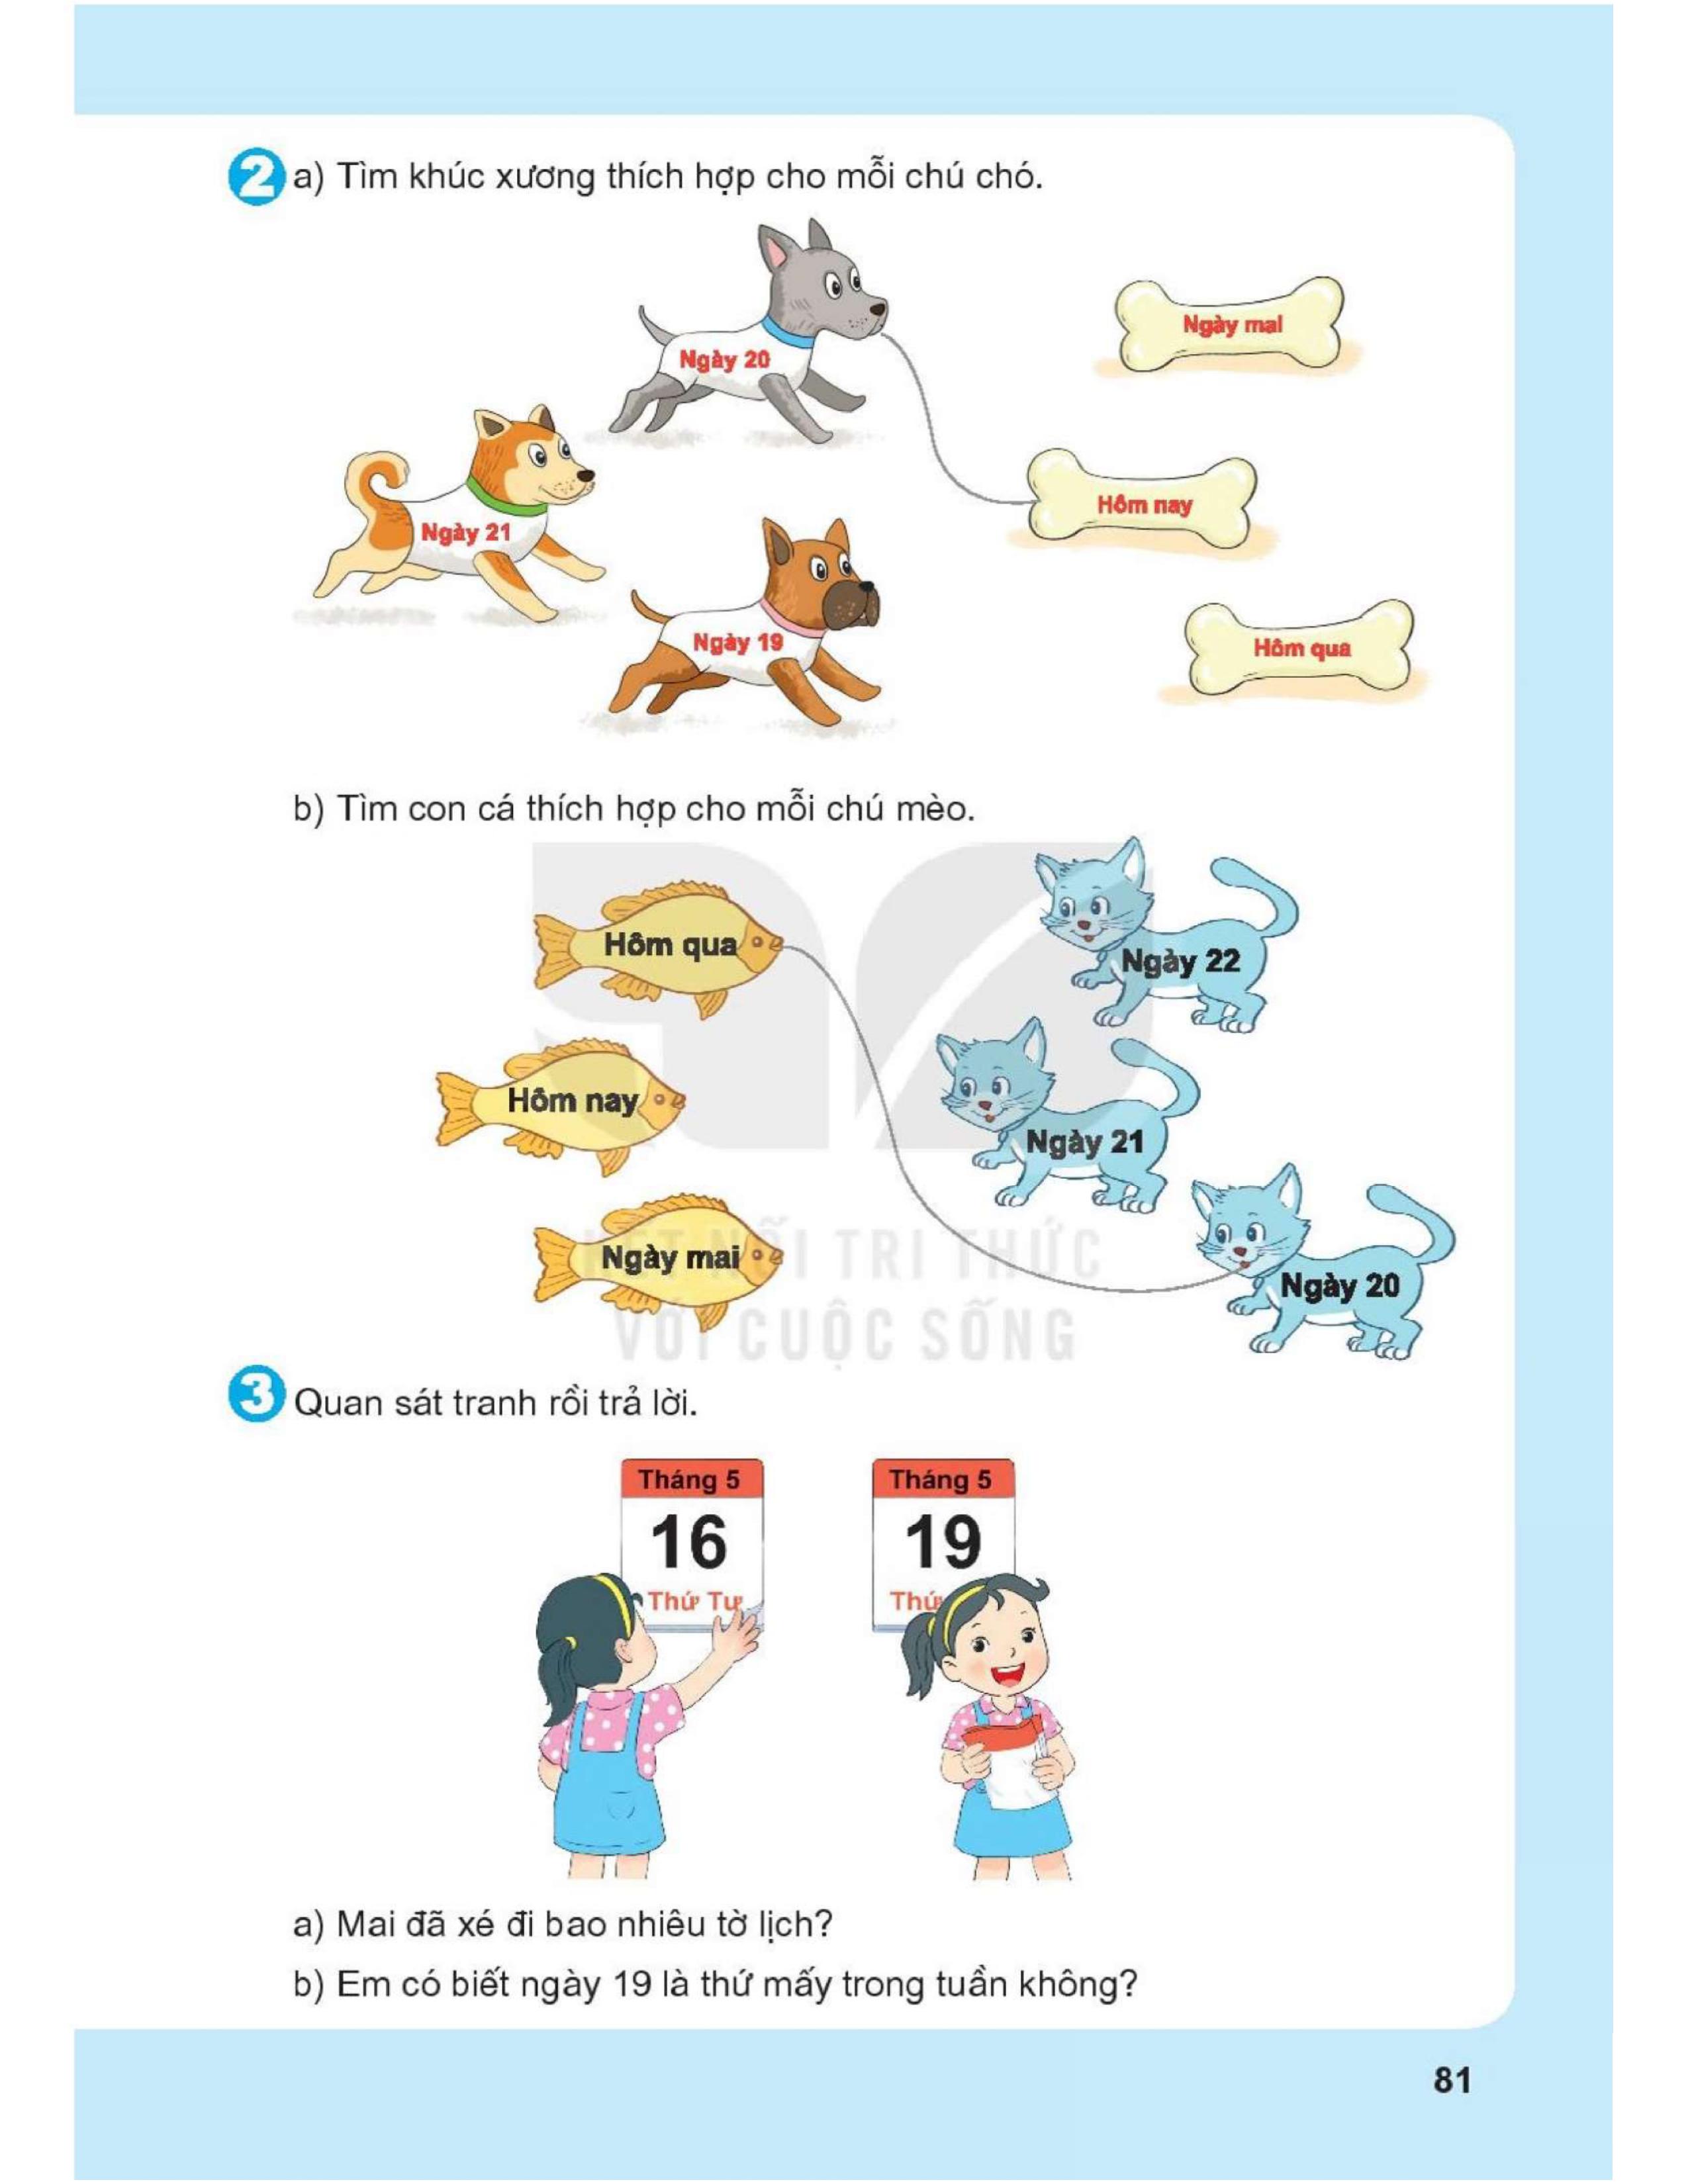 2 a) Tìm khúc xương thích hợp cho mỗi chú chó.
Ngày 20
Ngày mai
Ngày 21
Hôm nay
Ngày 19
Hôm qua
b) Tìm con cá thích hợp cho mỗi chú mèo.
Hôm qua
Ngày 22
Hôm nay
Ngày 21
Ngày mai
Ngày 20
KẾT NỐI TRI THỨC
VỚI CUỘC SỐNG
3 Quan sát tranh rồi trả lời.
Tháng 5
16
Thứ Tư
Tháng 5
19
Thứ
a) Mai đã xé đi bao nhiêu tờ lịch?
b) Em có biết ngày 19 là thứ mấy trong tuần không?
81